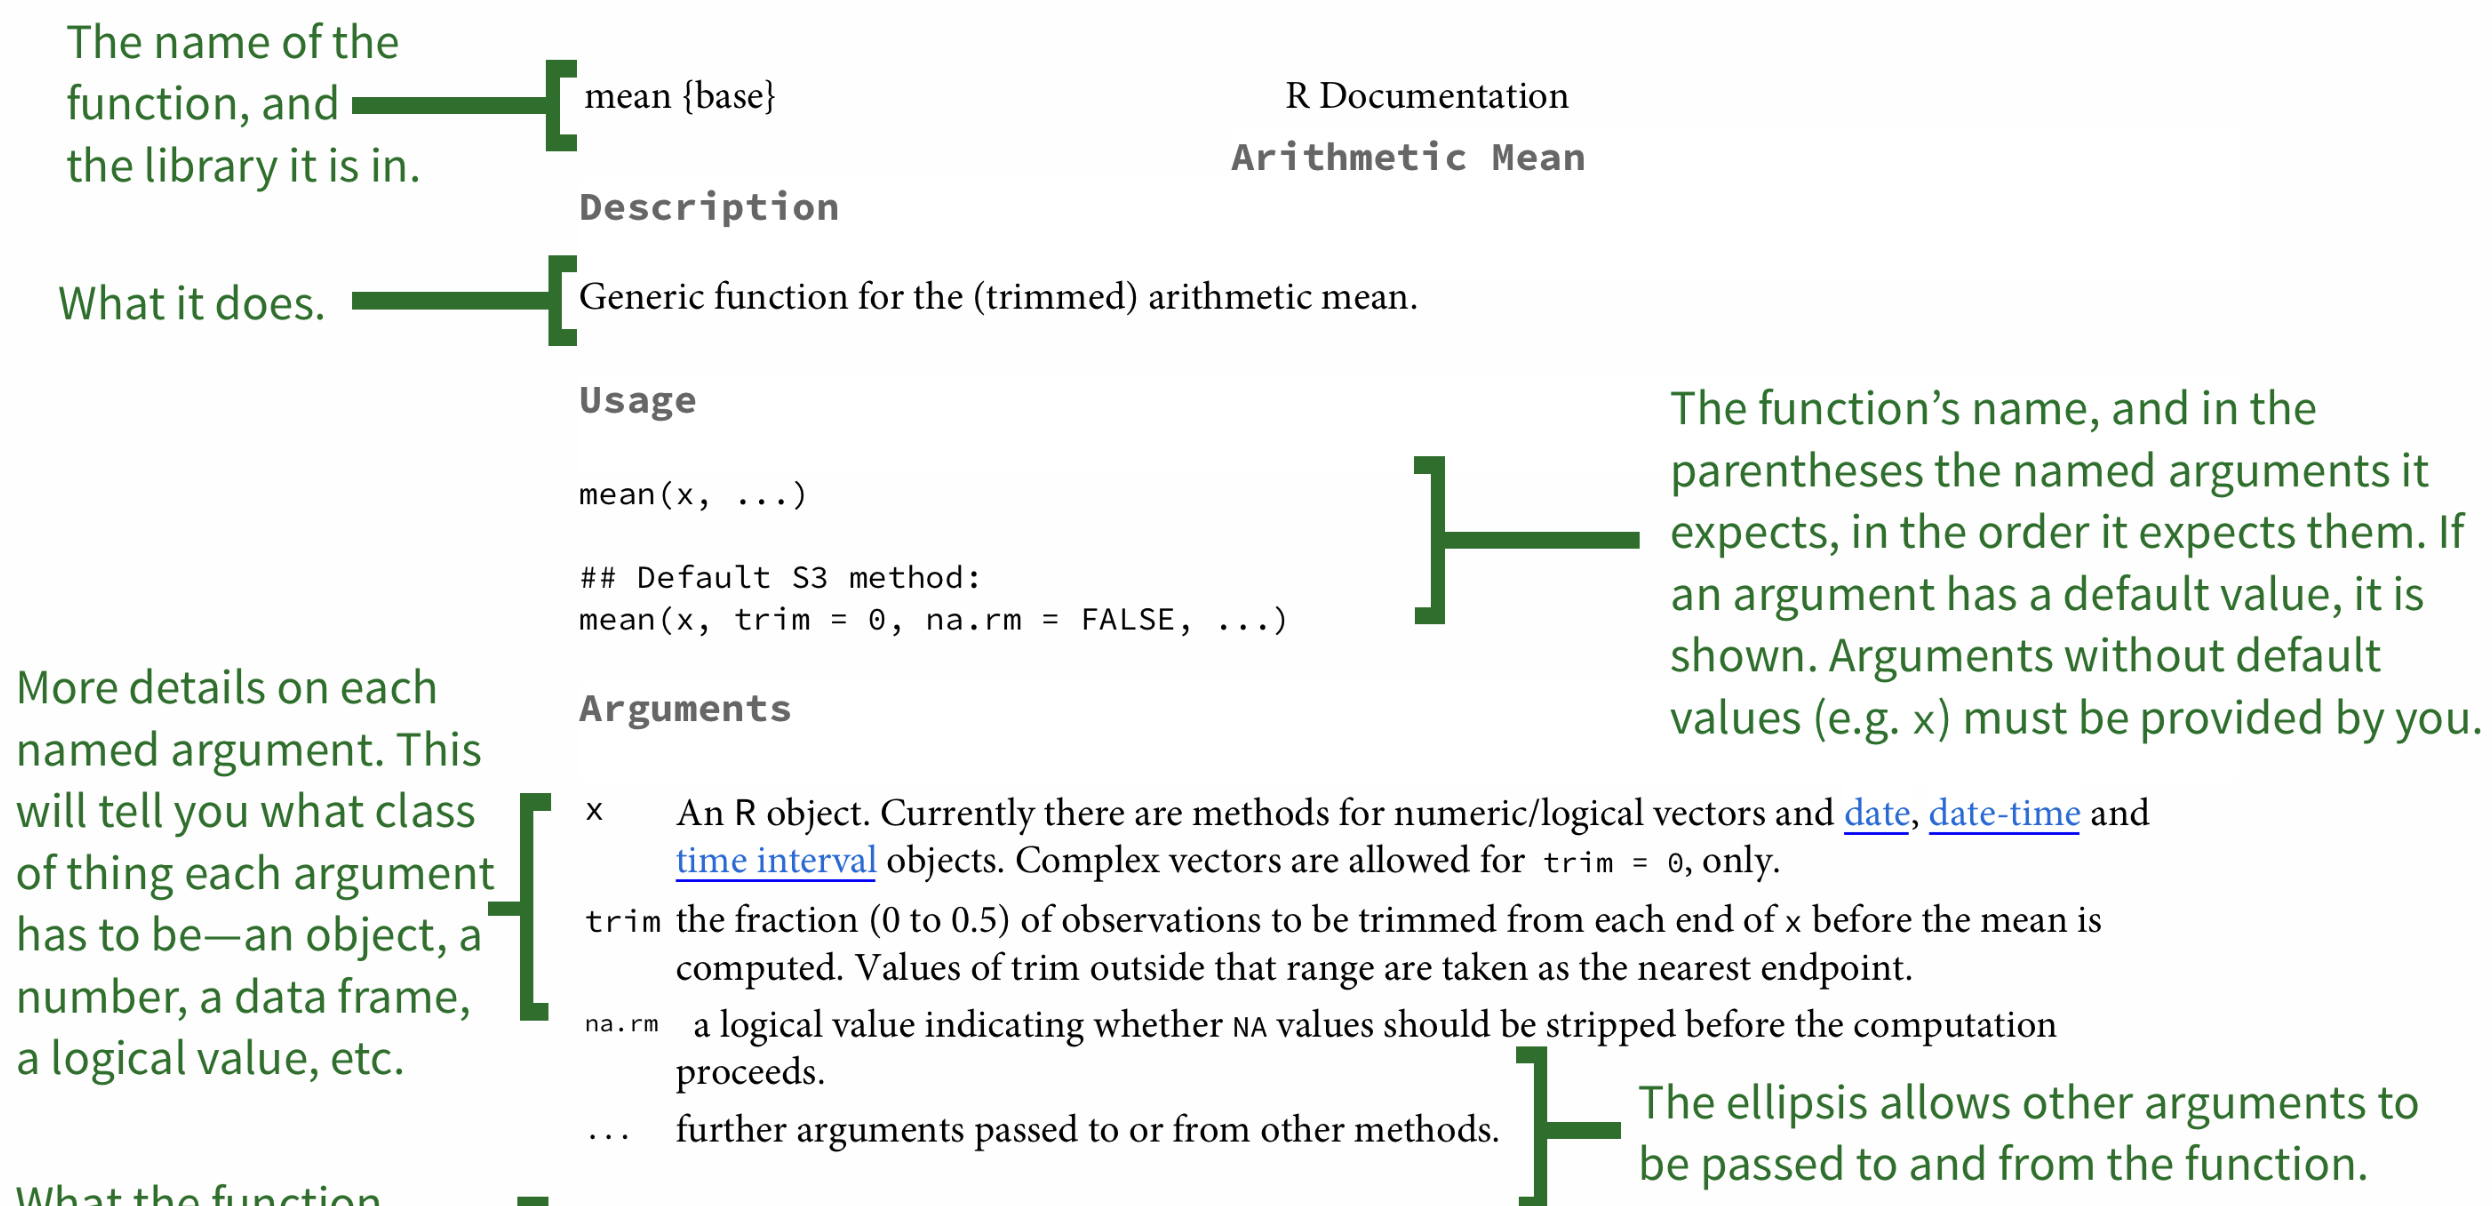 The name of the
function, and
the library it is in.
mean {base}
R Documentation
Arithmetic Mean
Description
What it does.
Generic function for the (trimmed) arithmetic mean.
Usage
mean(x, ...)
## Default S3 method:
mean(x, trim = 0, na.rm = FALSE, ...)
The function’s name, and in the
parentheses the named arguments it
expects, in the order it expects them. If
an argument has a default value, it is
shown. Arguments without default
values (e.g. x) must be provided by you.
Arguments
More details on each
named argument. This
will tell you what class
of thing each argument
has to be—an object, a
number, a data frame,
a logical value, etc.
x An R object. Currently there are methods for numeric/logical vectors and date, date-time and
time interval objects. Complex vectors are allowed for trim = 0, only.
trim the fraction (0 to 0.5) of observations to be trimmed from each end of x before the mean is
computed. Values of trim outside that range are taken as the nearest endpoint.
na.rm a logical value indicating whether NA values should be stripped before the computation
proceeds.
... further arguments passed to or from other methods.
The ellipsis allows other arguments to
be passed to and from the function.
What the function